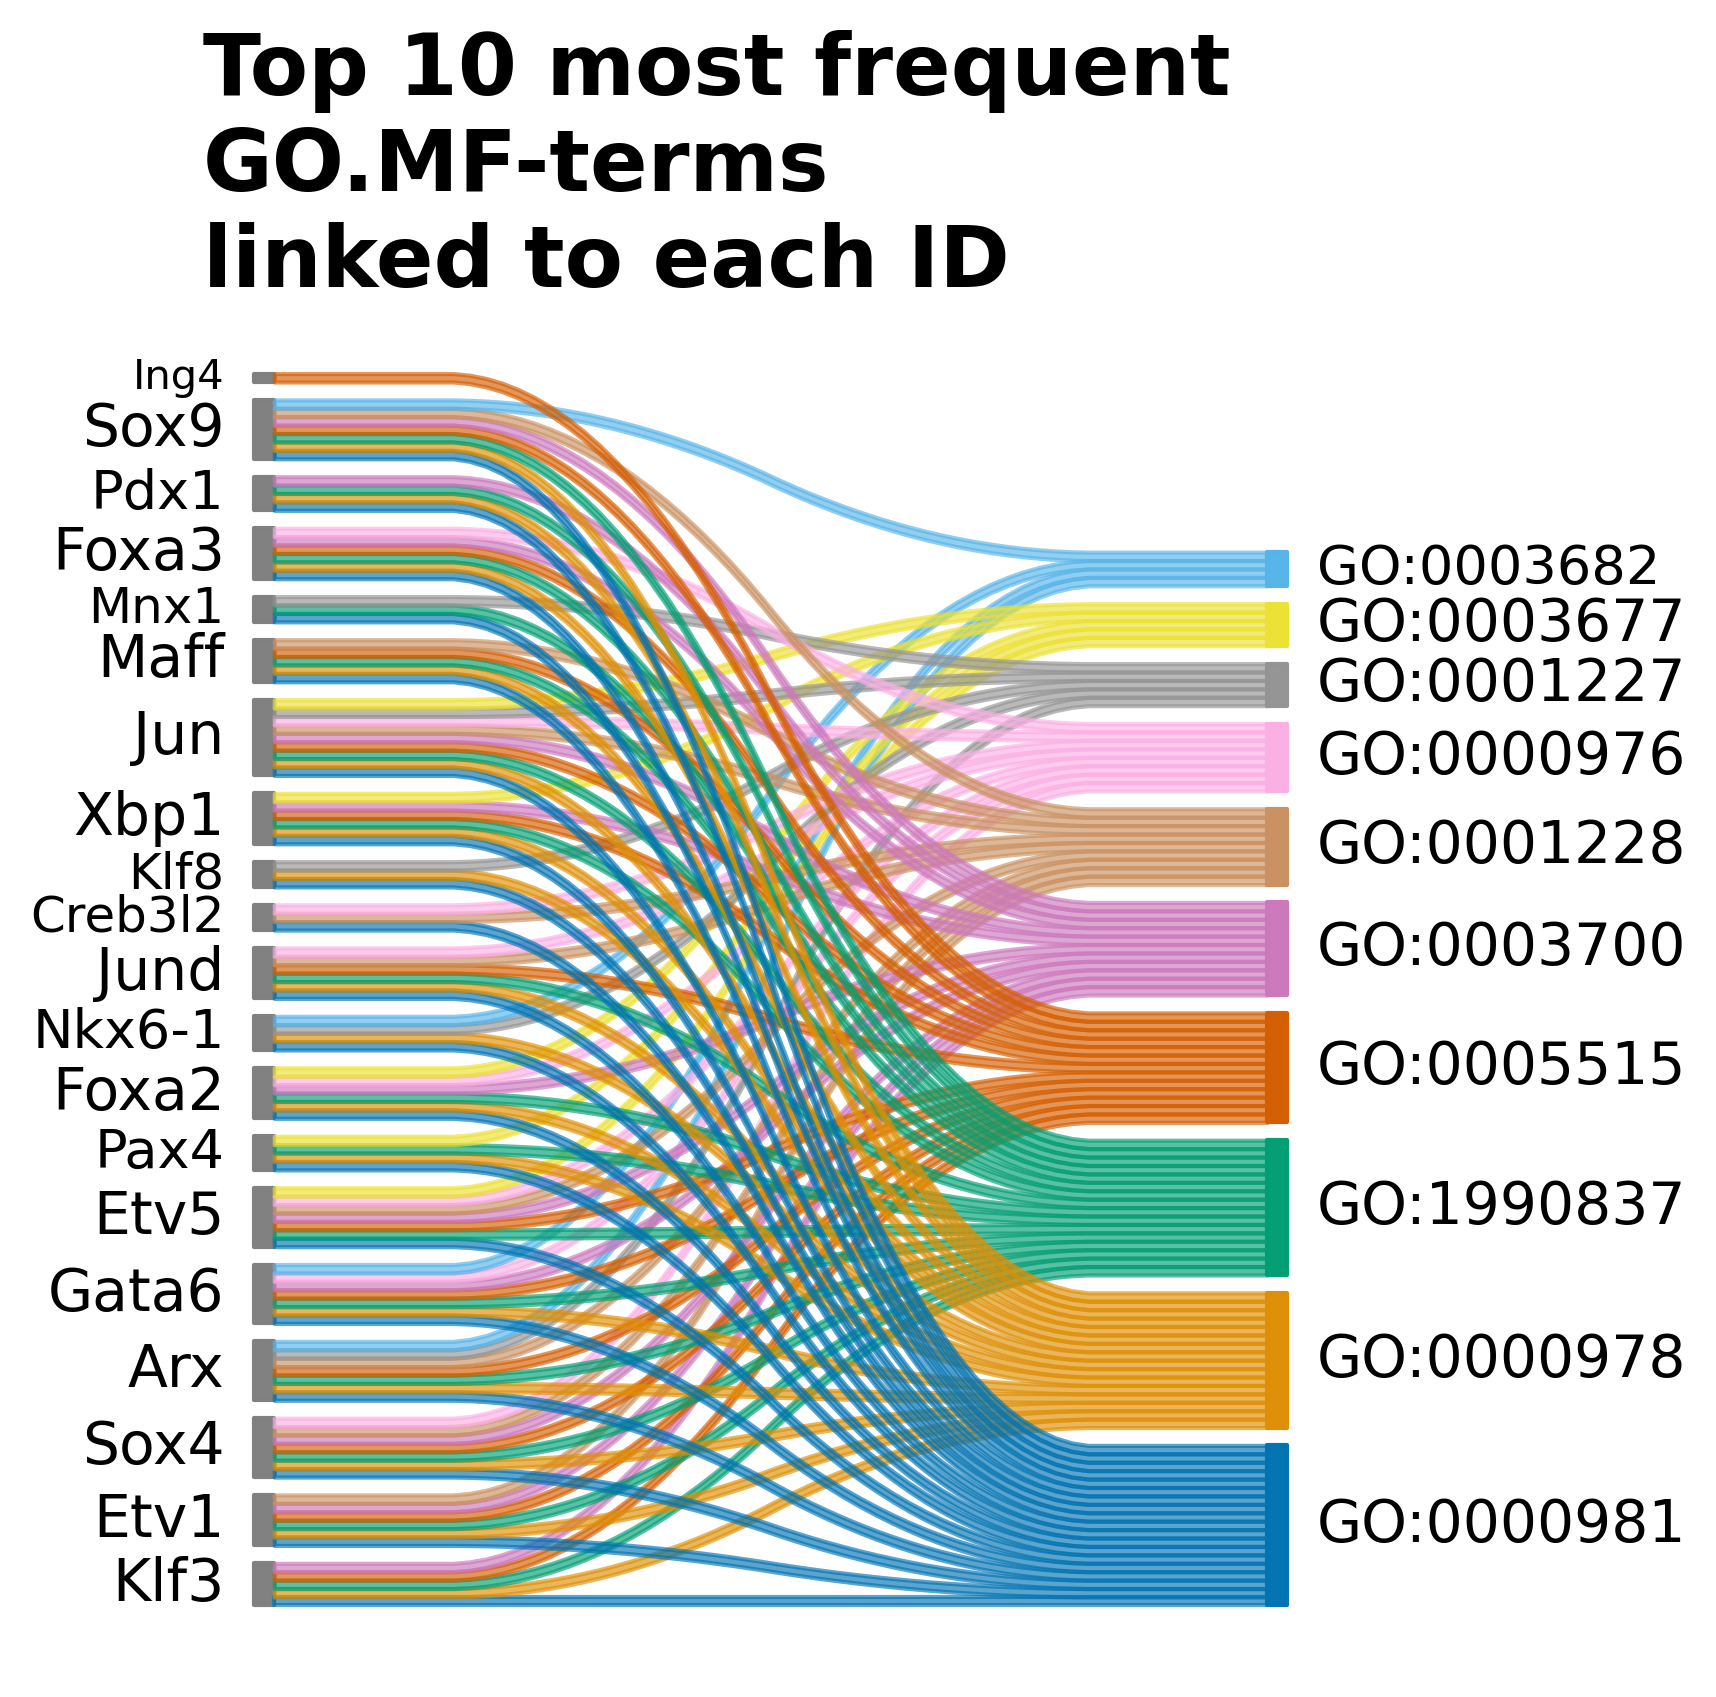 Top 10 most frequent
GO.MF-terms
linked to each ID
Ing4
Sox9
Pdx1
Foxa3
Mnx1
Maff
Jun
Xbp1
Klf8
Creb3l2
Jund
Nkx6-1
Foxa2
Pax4
Etv5
Gata6
Arx
Sox4
Etv1
Klf3
GO:0003682
GO:0003677
GO:0001227
GO:0000976
GO:0001228
GO:0003700
GO:0005515
GO:1990837
GO:0000978
GO:0000981